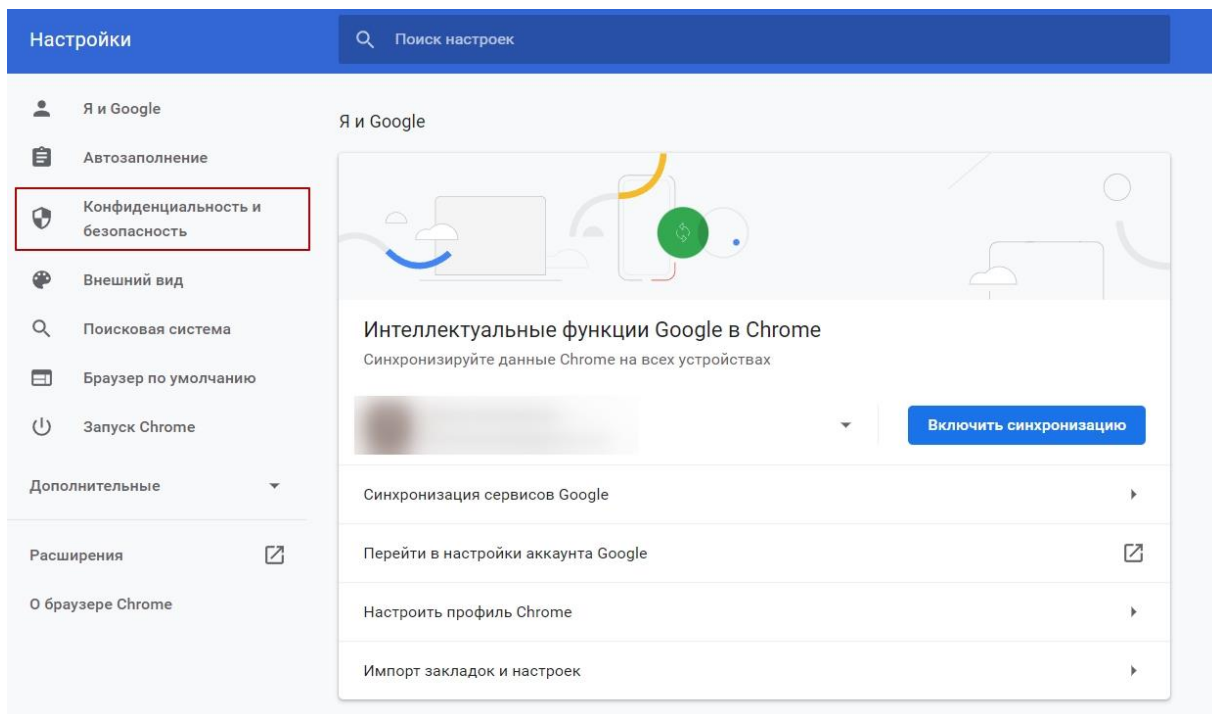 Настройки
Поиск настроек
Я и Google
Автозаполнение
Конфиденциальность и
безопасность
Внешний вид
Поисковая система
Браузер по умолчанию
Запуск Chrome
Дополнительные
Расширения
О браузере Chrome
Я и Google
Интеллектуальные функции Google в Chrome
Синхронизируйте данные Chrome на всех устройствах
Включить синхронизацию
Синхронизация сервисов Google
Перейти в настройки аккаунта Google
Настроить профиль Chrome
Импорт закладок и настроек